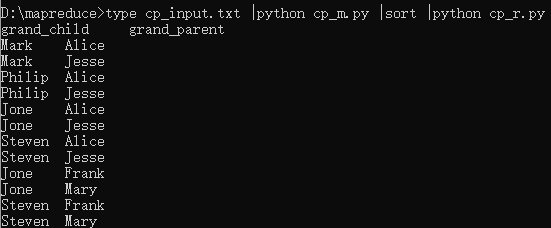 D:\mapreduce>type cp_input.txt |python cp_m.py |sort |python cp_r.py
grand_child grand_parent
Mark Alice
Mark Jesse
Philip Alice
Philip Jesse
Jone Alice
Jone Jesse
Steven Alice
Steven Jesse
Jone Frank
Jone Mary
Steven Frank
Steven Mary